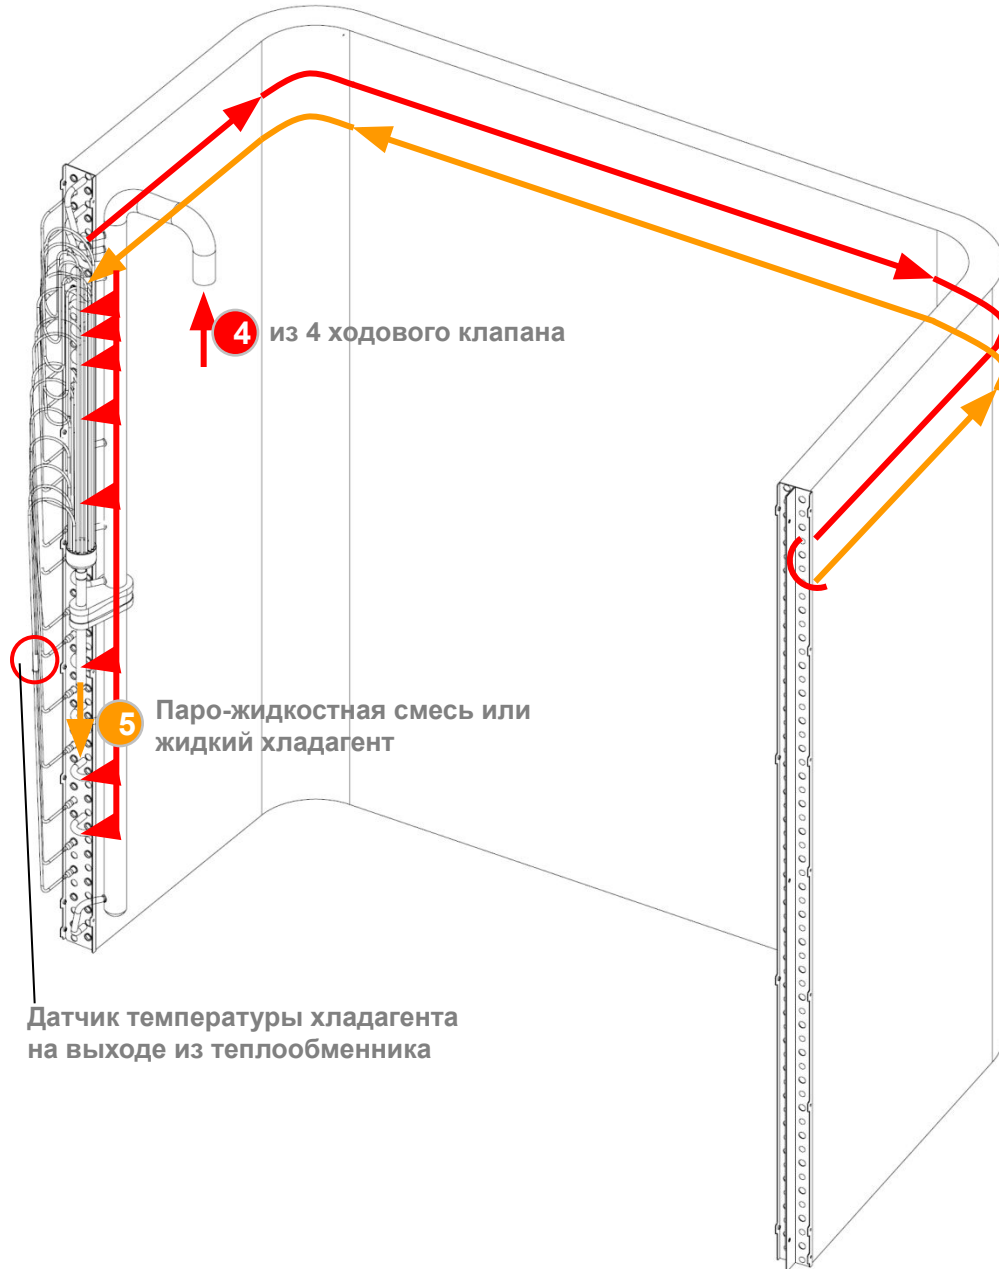 4 из 4 ходового клапана
5 Паро-жидкостная смесь или
жидкий хладагент
Датчик температуры хладагента
на выходе из теплообменника